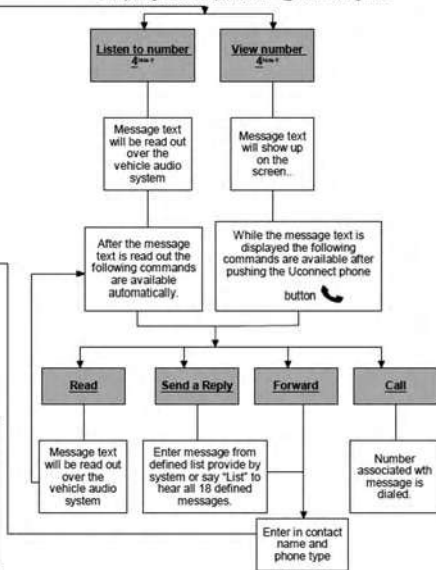 Listen to number
4
View number
4
Message text
will be read out
over the
vehicle audio
system
Message text
will show up
on the
screen..
After the message
text is read out the
following commands
are available
automatically.
While the message text is
displayed the following
commands are available after
pushing the Uconnect phone
button
Read
Send a Reply
Forward
Call
Message text
will be read out
over the
vehicle audio
system
Enter message from
defined list provide by
system or say "List" to
hear all 18 defined
messages.
Number
associated wth
message is
dialed.
Enter in contact
name and
phone type